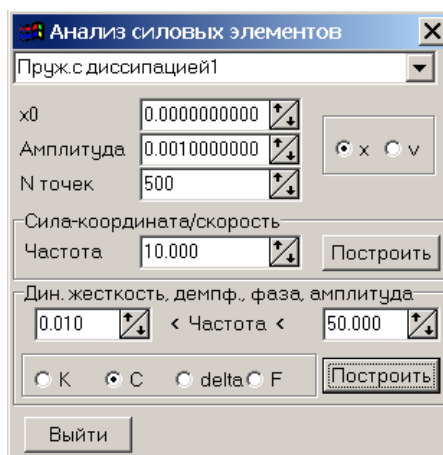 Анализ силовых элементов
Пруж.с диссипацией1
x0 0.0000000000
Амплитуда 0.0010000000 x v
N точек 500
Сила-координата/скорость
Частота 10.000 Построить
Дин. жесткость, демпф., фаза, амплитуда
0.010 < Частота < 50.000
K C delta F Построить
Выйти